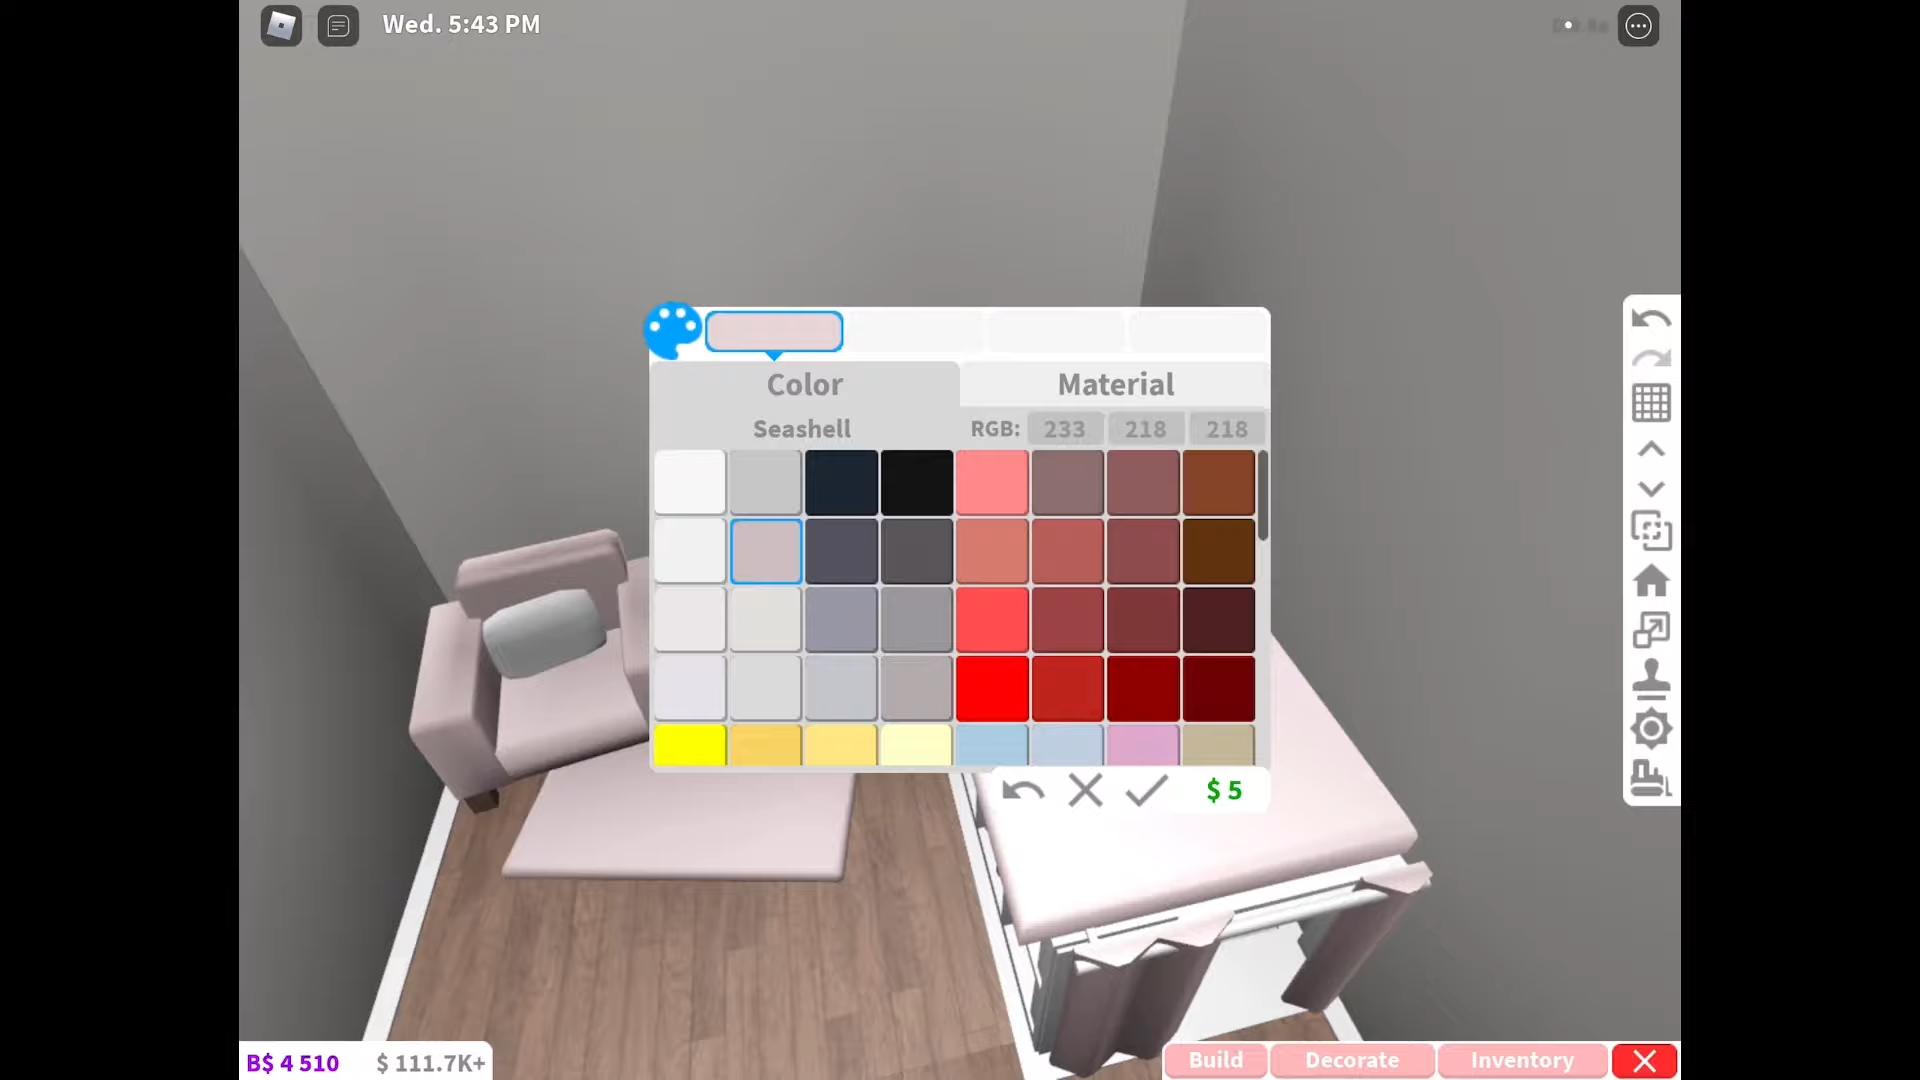 Wed. 5:43 PM
Color
Material
Seashell
RGB: 233 218 218
$ 5
B$ 4 510
$ 111.7K+
Build
Decorate
Inventory